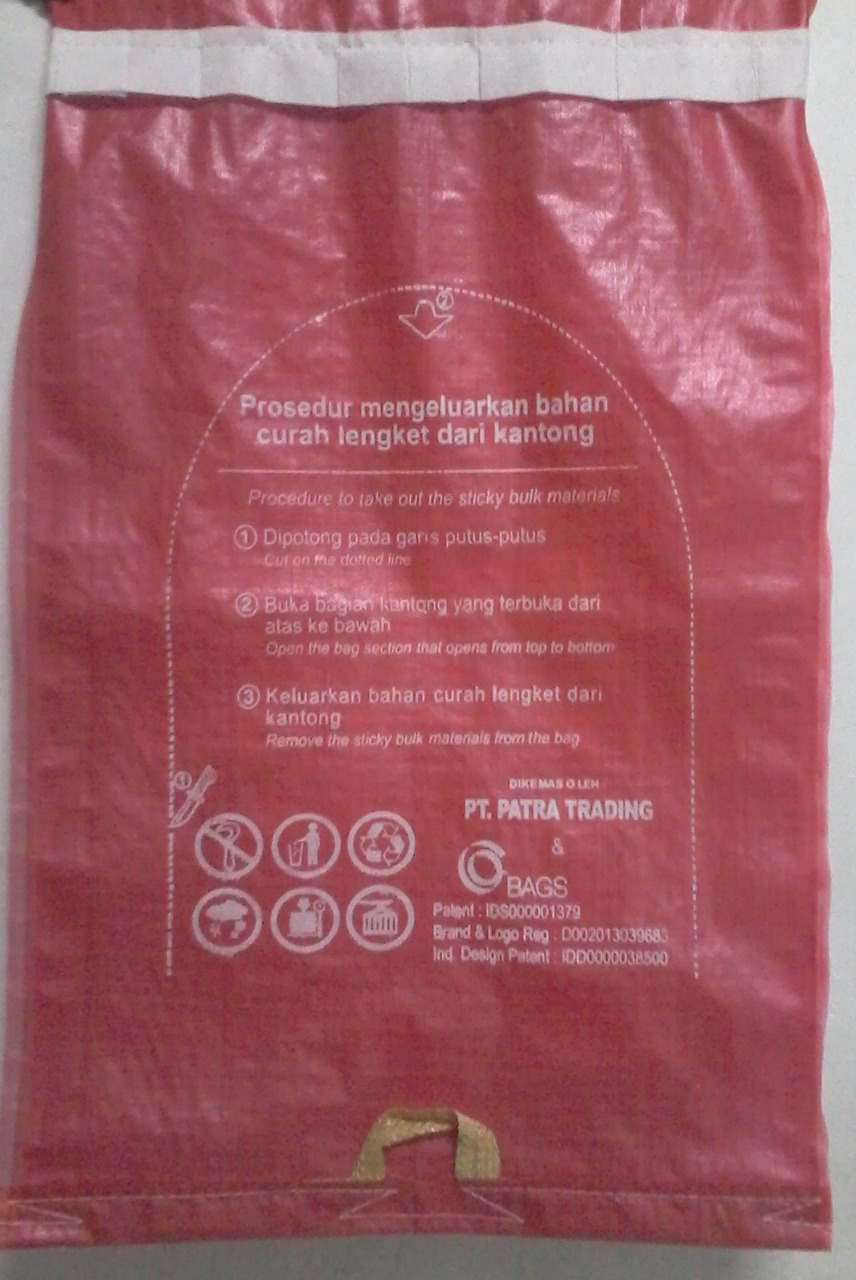 2
Prosedur mengeluarkan bahan
curah lengket dari kantong
Procedure to take out the sticky bulk materials
1 Dipotong pada garis putus-putus
Cut on the dotted line
2 Buka bagian kantong yang terbuka dari
atas ke bawah
Open the bag section that opens from top to bottom
3 Keluarkan bahan curah lengket dari
kantong
Remove the sticky bulk materials from the bag
1
DIKEMAS OLEH
PT. PATRA TRADING
&
BAGS
Patent : IDS000001379
Brand & Logo Reg : D002013039683
Ind. Design Patent : IDD0000038500